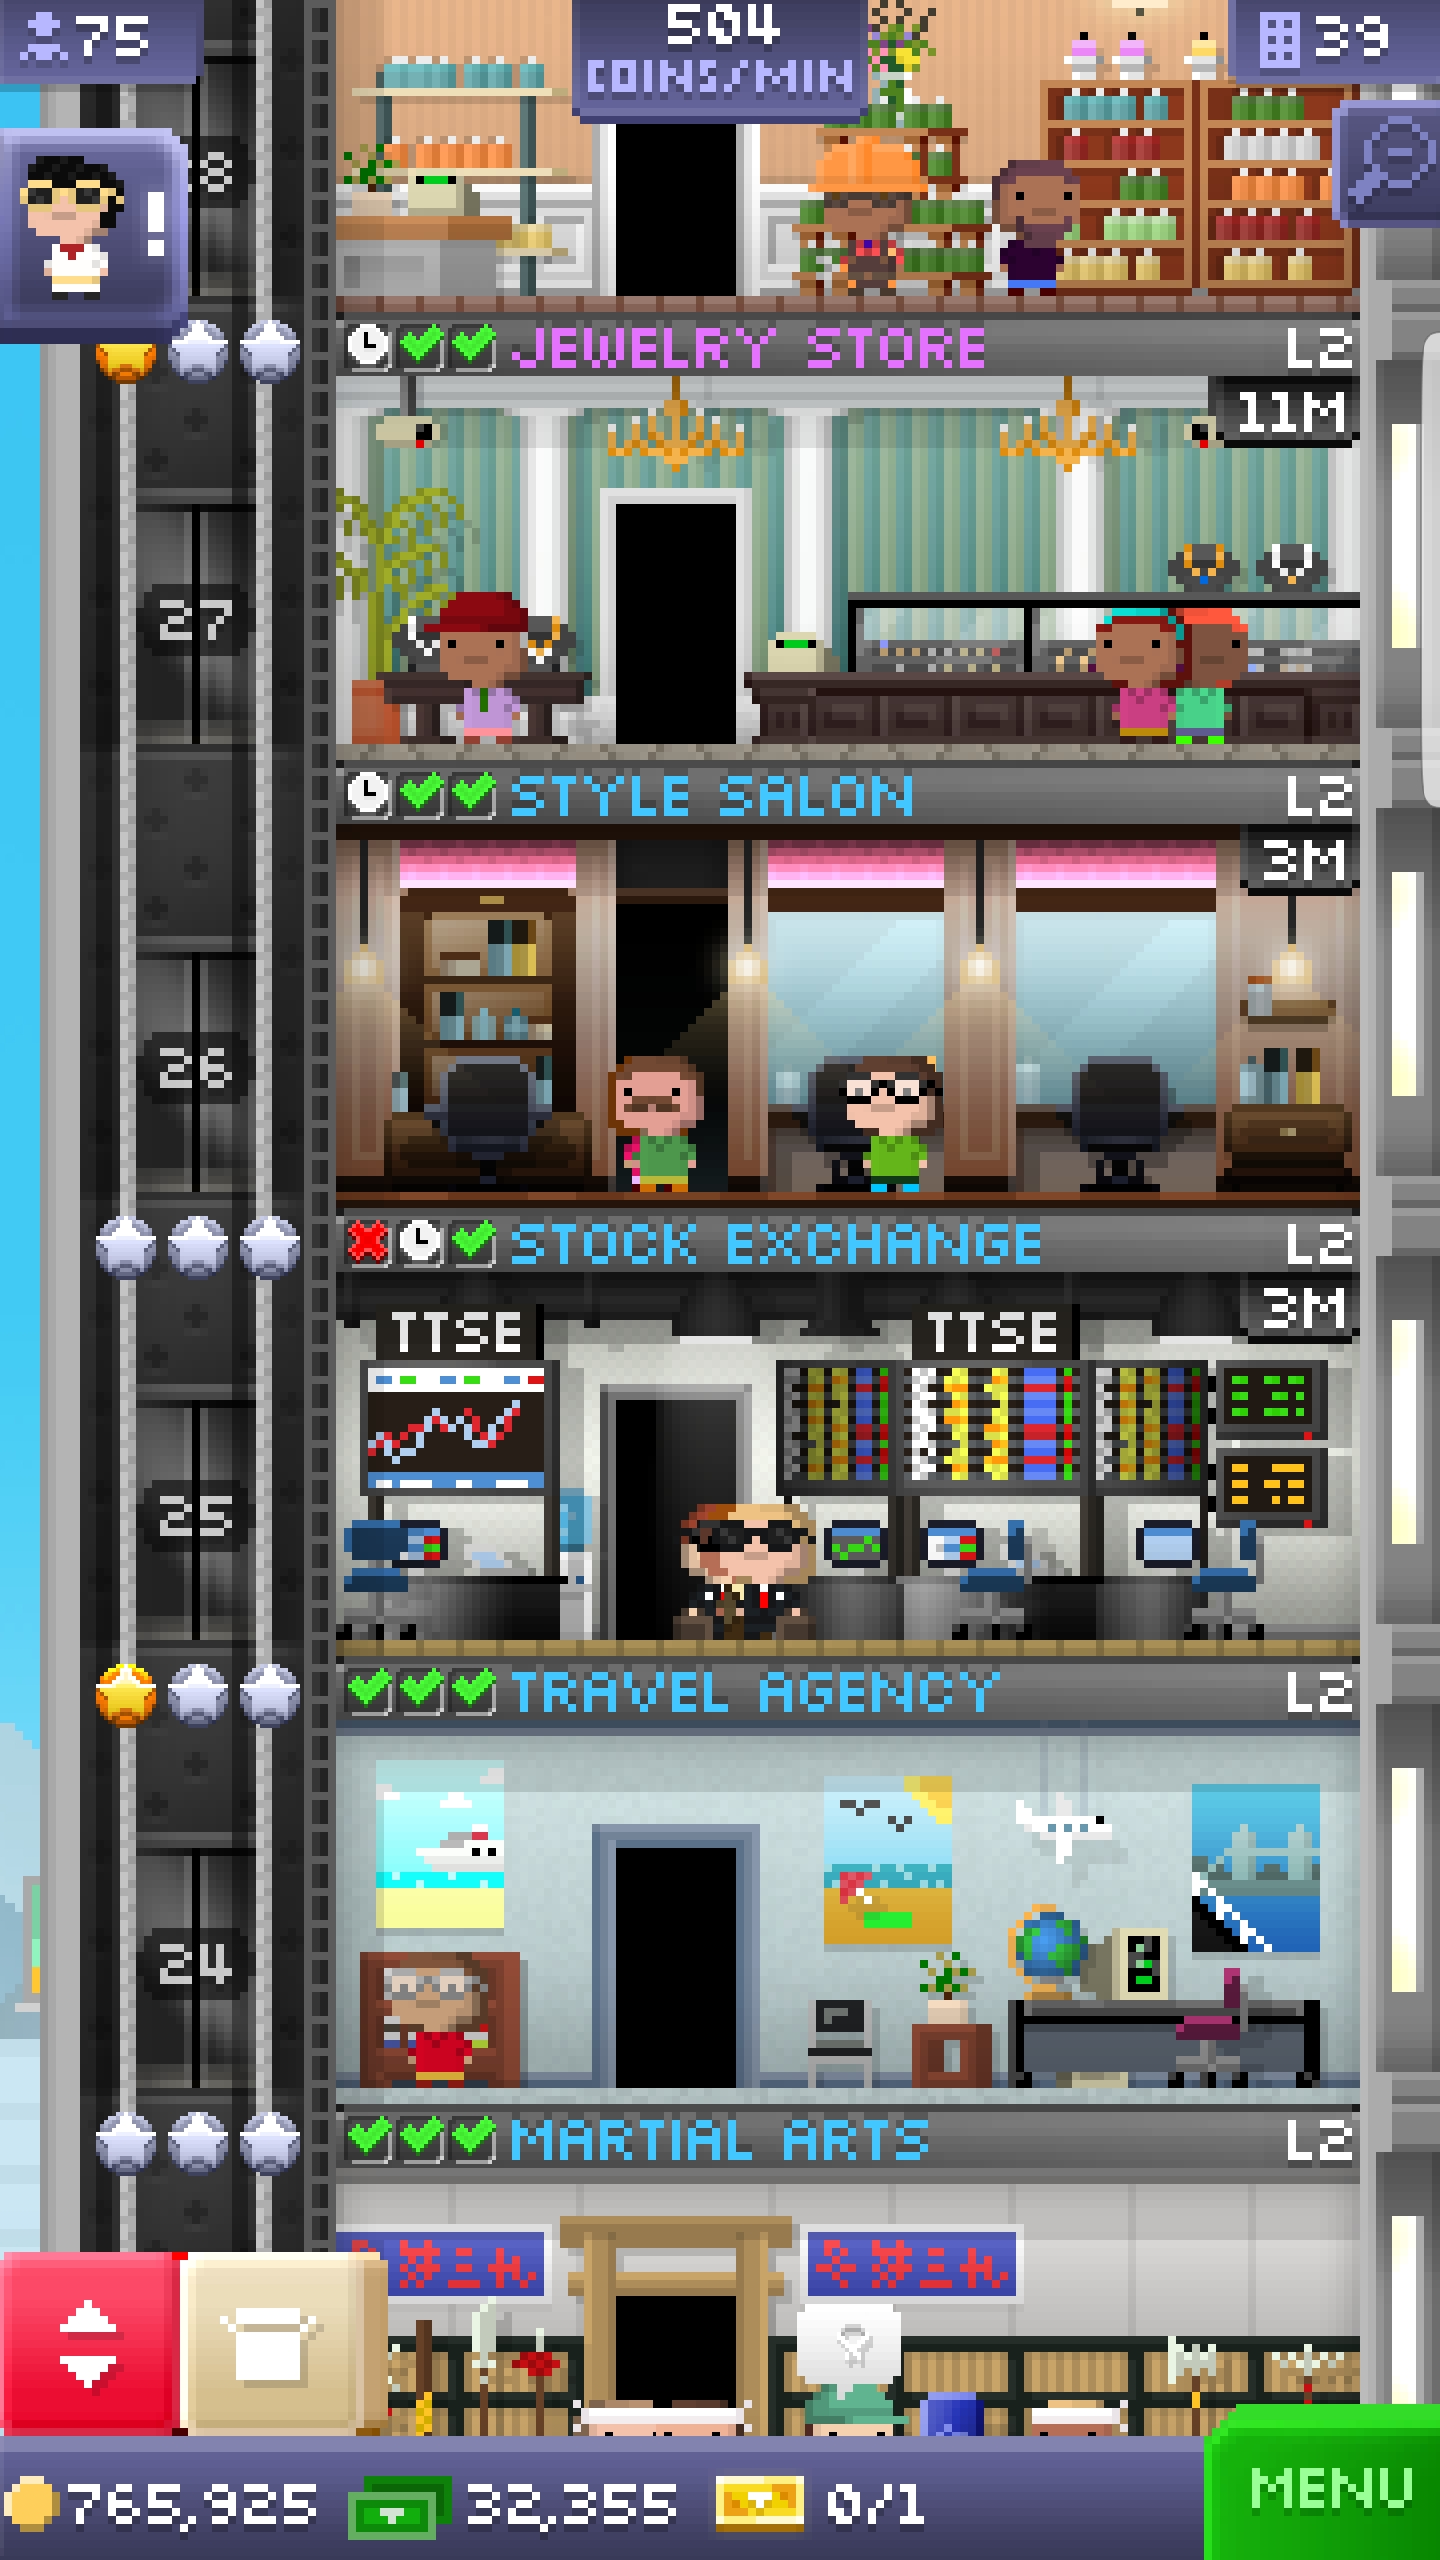 75
504
COINS/MIN
39
!
JEWELRY STORE L2
11M
27
STYLE SALON L2
3M
26
STOCK EXCHANGE L2
3M
TTSE TTSE
25
TRAVEL AGENCY L2
24
MARTIAL ARTS L2
765,925 32,355 0/1
MENU